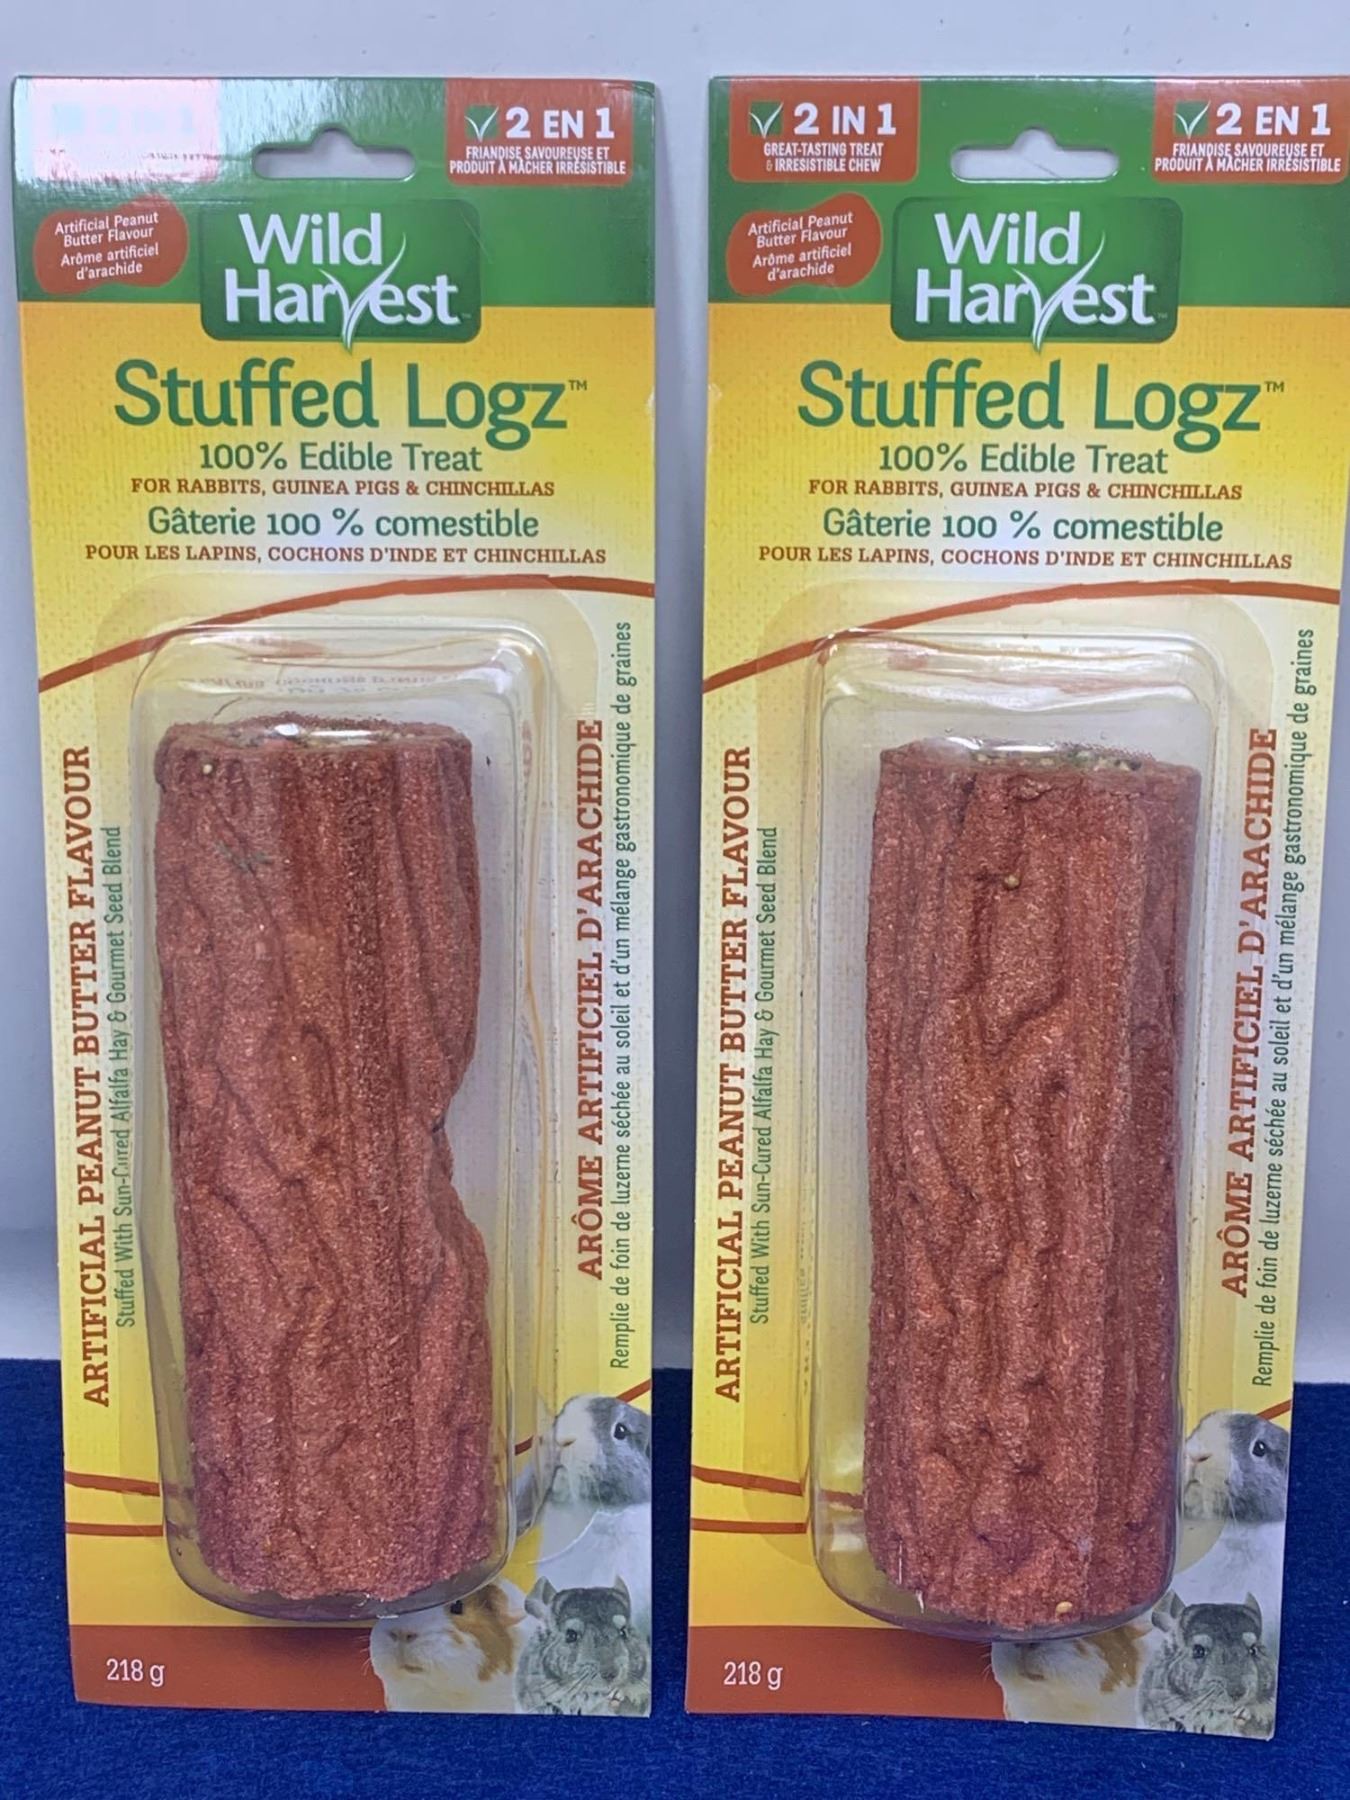 2 EN 1
FRIANDISE SAVOUREUSE ET
PRODUIT À MÂCHER IRRÉSISTIBLE
Artificial Peanut
Butter Flavour
Arôme artificiel
d'arachide
Wild
Harvest™
Stuffed Logz™
100% Edible Treat
FOR RABBITS, GUINEA PIGS & CHINCHILLAS
Gâterie 100 % comestible
POUR LES LAPINS, COCHONS D'INDE ET CHINCHILLAS
ARTIFICIAL PEANUT BUTTER FLAVOUR
Stuffed With Sun-Cured Alfalfa Hay & Gourmet Seed Blend
ARÔME ARTIFICIEL D'ARACHIDE
Remplie de foin de luzerne séchée au soleil et d'un mélange gastronomique de graines
218 g
2 IN 1
GREAT-TASTING TREAT
& IRRESISTIBLE CHEW
2 EN 1
FRIANDISE SAVOUREUSE ET
PRODUIT À MÂCHER IRRÉSISTIBLE
Artificial Peanut
Butter Flavour
Arôme artificiel
d'arachide
Wild
Harvest™
Stuffed Logz™
100% Edible Treat
FOR RABBITS, GUINEA PIGS & CHINCHILLAS
Gâterie 100 % comestible
POUR LES LAPINS, COCHONS D'INDE ET CHINCHILLAS
ARTIFICIAL PEANUT BUTTER FLAVOUR
Stuffed With Sun-Cured Alfalfa Hay & Gourmet Seed Blend
ARÔME ARTIFICIEL D'ARACHIDE
Remplie de foin de luzerne séchée au soleil et d'un mélange gastronomique de graines
218 g